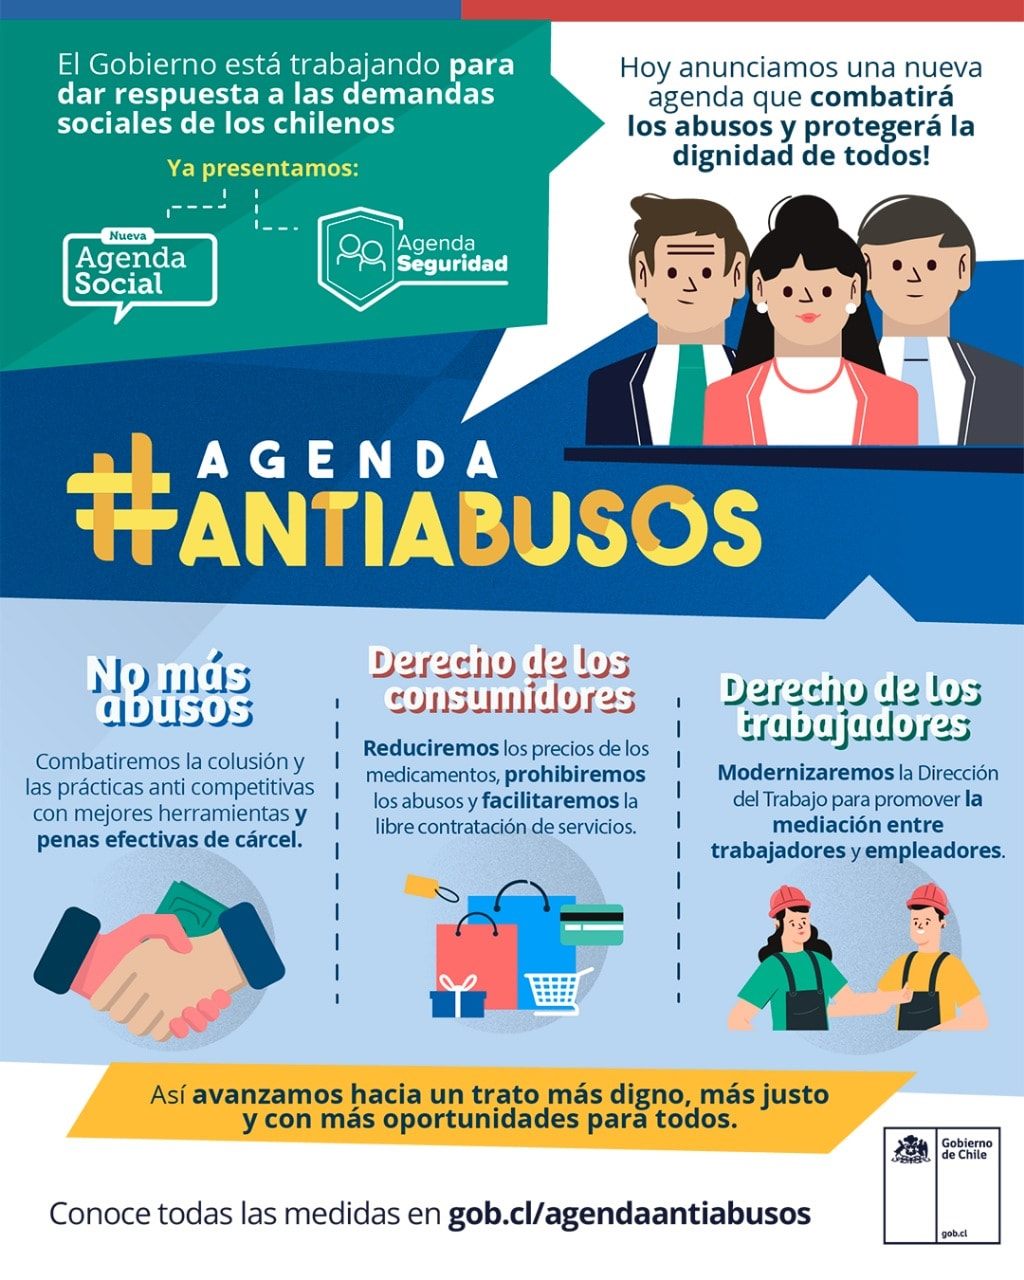 El Gobierno está trabajando para
dar respuesta a las demandas
sociales de los chilenos
Ya presentamos:
Nueva
Agenda
Social
Agenda
Seguridad
Hoy anunciamos una nueva
agenda que combatirá
los abusos y protegerá la
dignidad de todos!
#AGENDA
ANTIABUSOS
No más
abusos
Combatiremos la colusión y
las prácticas anti competitivas
con mejores herramientas y
penas efectivas de cárcel.
Derecho de los
consumidores
Reduciremos los precios de los
medicamentos, prohibiremos
los abusos y facilitaremos la
libre contratación de servicios.
Derecho de los
trabajadores
Modernizaremos la Dirección
del Trabajo para promover la
mediación entre
trabajadores y empleadores.
Así avanzamos hacia un trato más digno, más justo
y con más oportunidades para todos.
Conoce todas las medidas en gob.cl/agendaantiabusos
Gobierno
de Chile
gob.cl